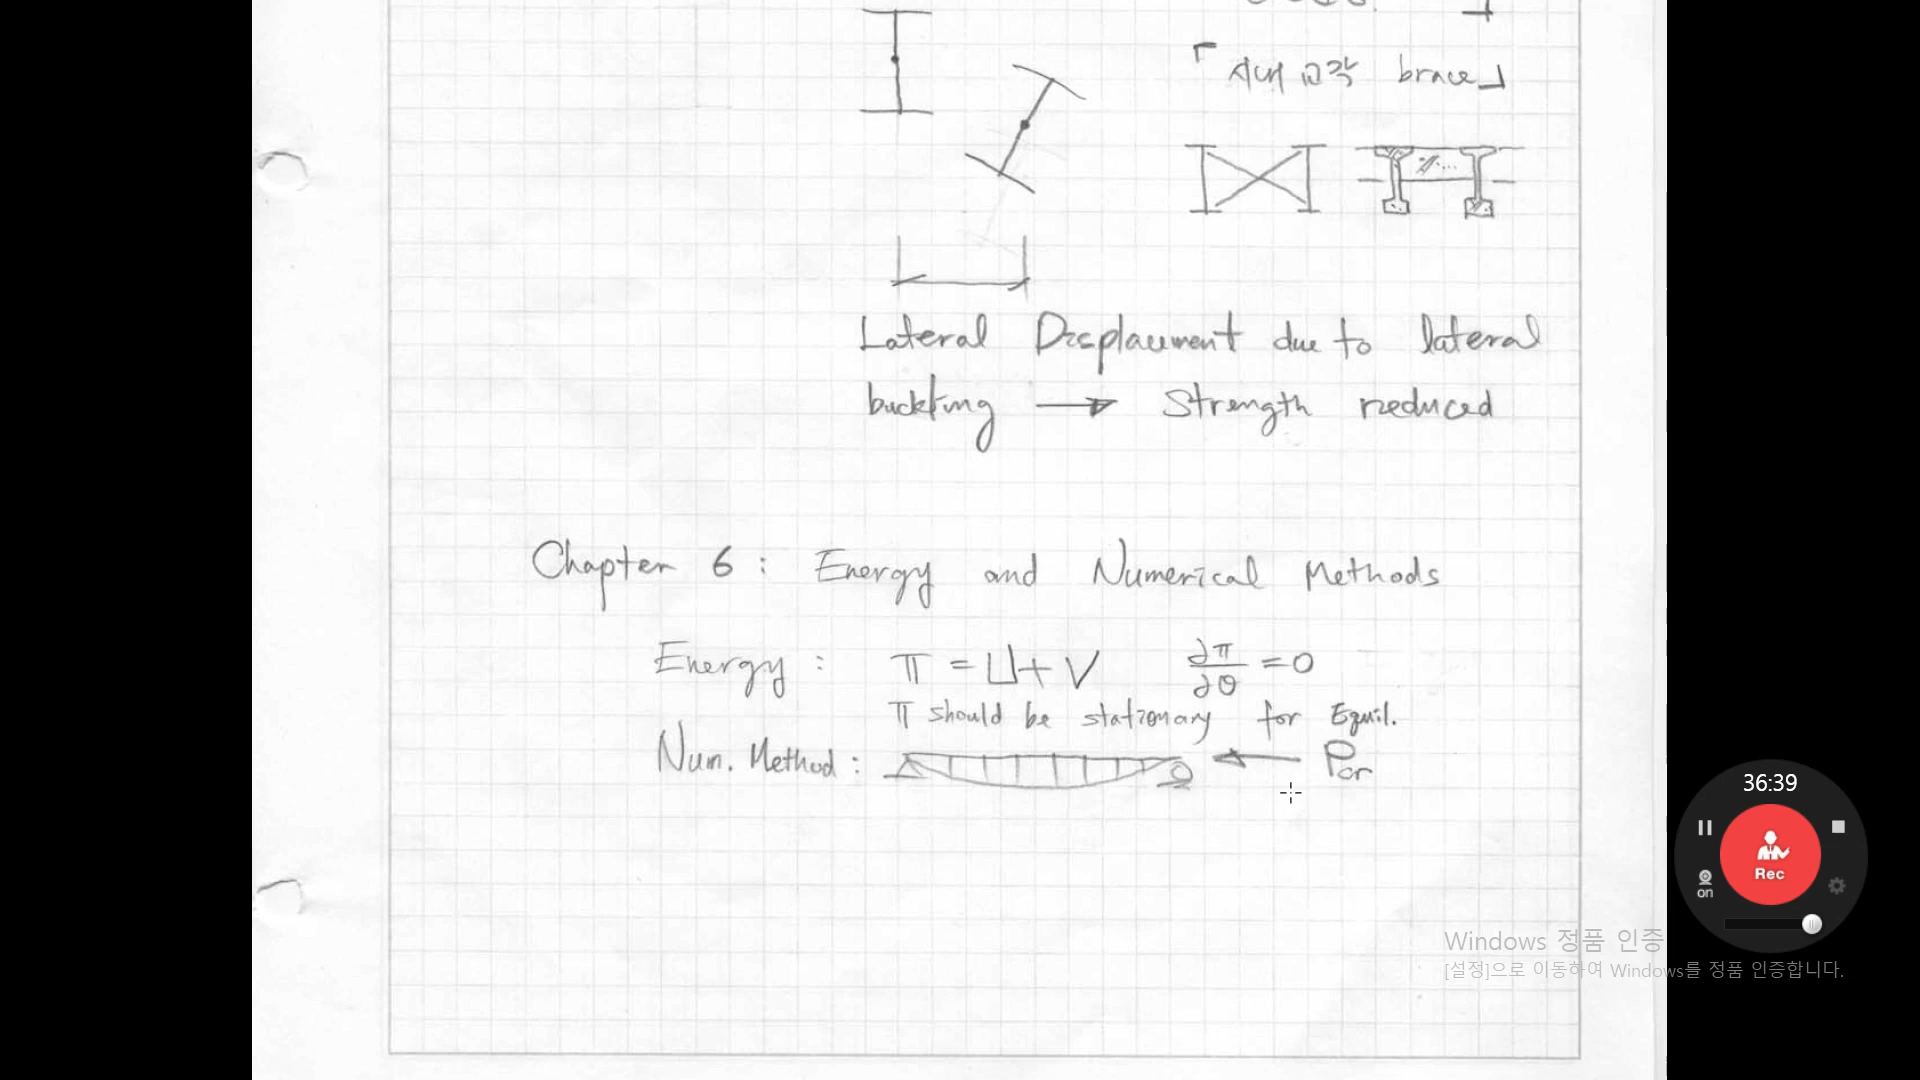 「시내 교각 brace」
Lateral Displacement due to lateral
buckling → Strength reduced
Chapter 6 : Energy and Numerical Methods
Energy : π = U + V ∂π/∂θ = 0
π should be stationary for Equil.
Num. Method : ← Pcr
36:39
Rec
on
Windows 정품 인증
[설정]으로 이동하여 Windows를 정품 인증합니다.